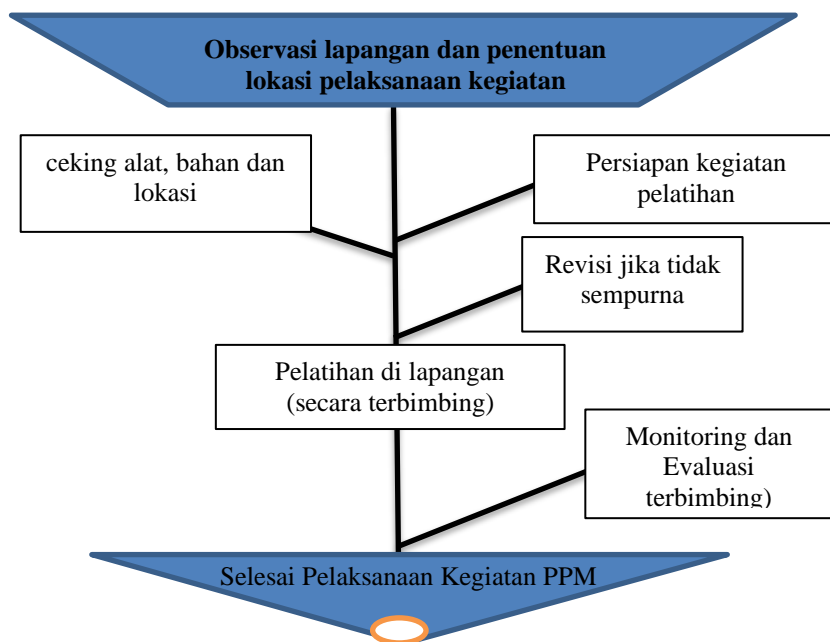 Observasi lapangan dan penentuan
lokasi pelaksanaan kegiatan
ceking alat, bahan dan
lokasi
Persiapan kegiatan
pelatihan
Revisi jika tidak
sempurna
Pelatihan di lapangan
(secara terbimbing)
Monitoring dan
Evaluasi
terbimbing)
Selesai Pelaksanaan Kegiatan PPM